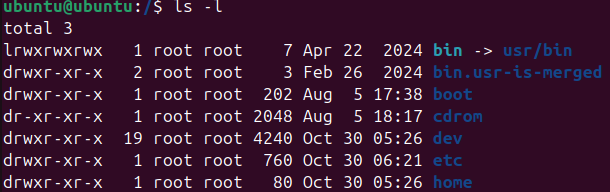 ubuntu@ubuntu:/$ ls -l
total 3
lrwxrwxrwx   1 root root    7 Apr 22  2024 bin -> usr/bin
drwxr-xr-x   2 root root    3 Feb 26  2024 bin.usr-is-merged
drwxr-xr-x   1 root root  202 Aug  5 17:38 boot
dr-xr-xr-x   1 root root 2048 Aug  5 18:17 cdrom
drwxr-xr-x  19 root root 4240 Oct 30 05:26 dev
drwxr-xr-x   1 root root  760 Oct 30 06:21 etc
drwxr-xr-x   1 root root   80 Oct 30 05:26 home